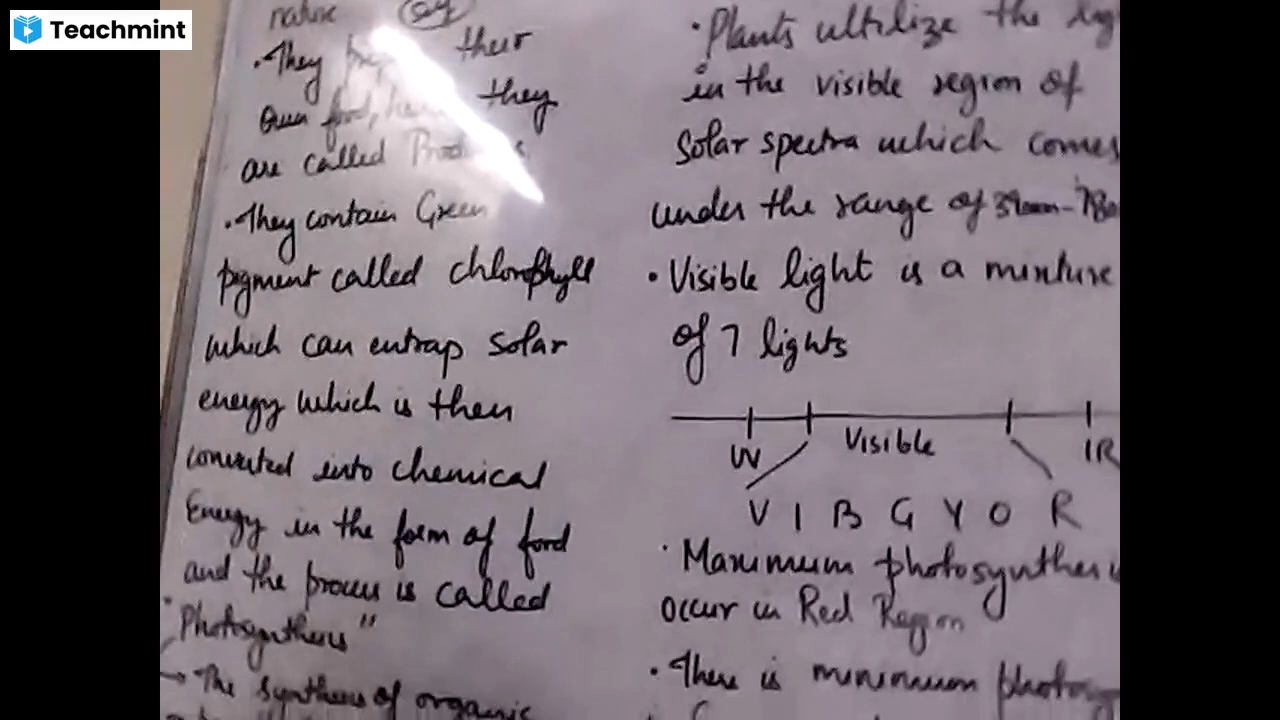 Teachmint
nature
• They their
own food, they
are called
• They contain Green
pigment called chlorophyll
which can entrap solar
energy which is then
converted into chemical
Energy in the form of food
and the process is called
"Photosynthesis"
→ The synthesis of organic
• Plants ultilize the
in the visible region of
Solar spectra which comes
under the range of
• Visible light is a mixture
of 7 lights
UV Visible IR
V I B G Y O R
• Maximum photosynthesis
occur in Red Region
• There is minimum